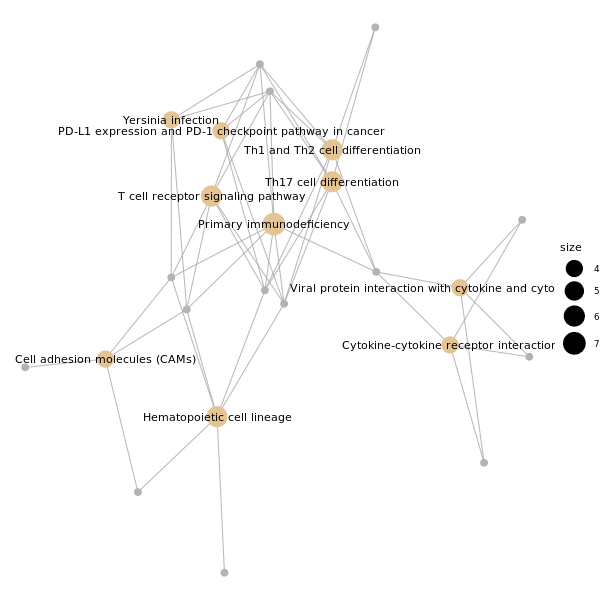 Yersinia infection
PD-L1 expression and PD-1 checkpoint pathway in cancer
Th1 and Th2 cell differentiation
Th17 cell differentiation
T cell receptor signaling pathway
Primary immunodeficiency
Viral protein interaction with cytokine and cyto
Cytokine-cytokine receptor interaction
Cell adhesion molecules (CAMs)
Hematopoietic cell lineage
size
4
5
6
7